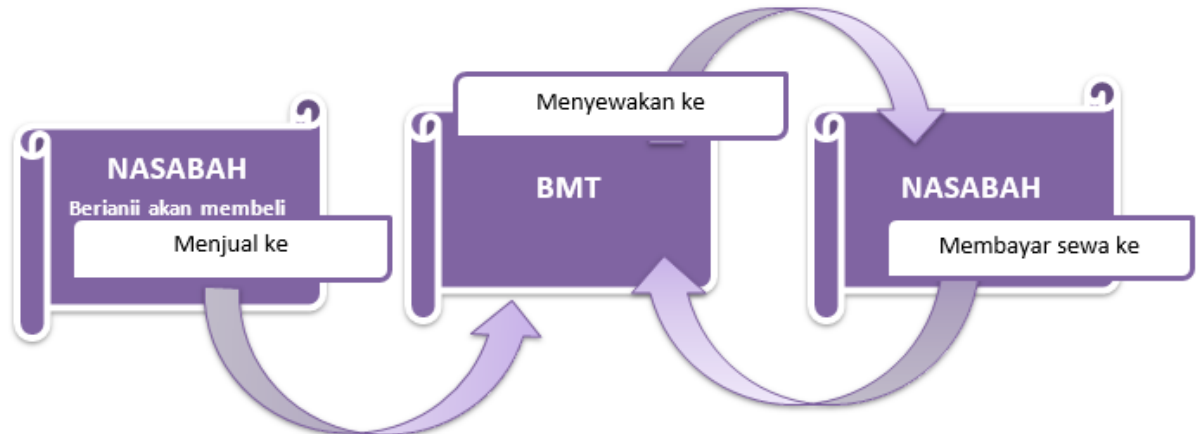 NASABAH
Berjanji akan membeli
Menjual ke
Menyewakan ke
BMT
NASABAH
Membayar sewa ke